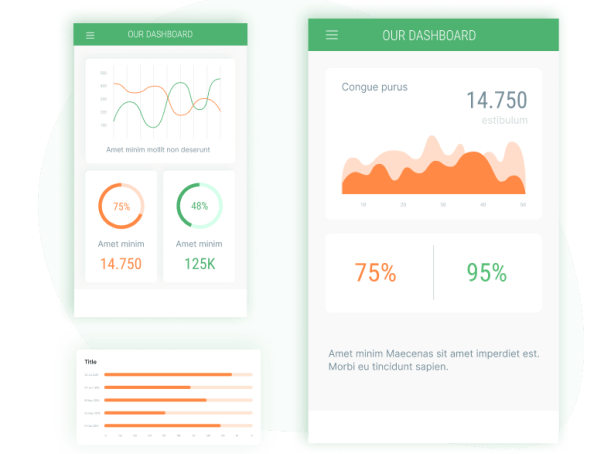 OUR DASHBOARD
Amet minim mollit non deserunt
75%
48%
Amet minim
Amet minim
14.750
125K
Title
OUR DASHBOARD
Congue purus
14.750
estibulum
10
20
30
40
50
75%
95%
Amet minim Maecenas sit amet imperdiet est.
Morbi eu tincidunt sapien.